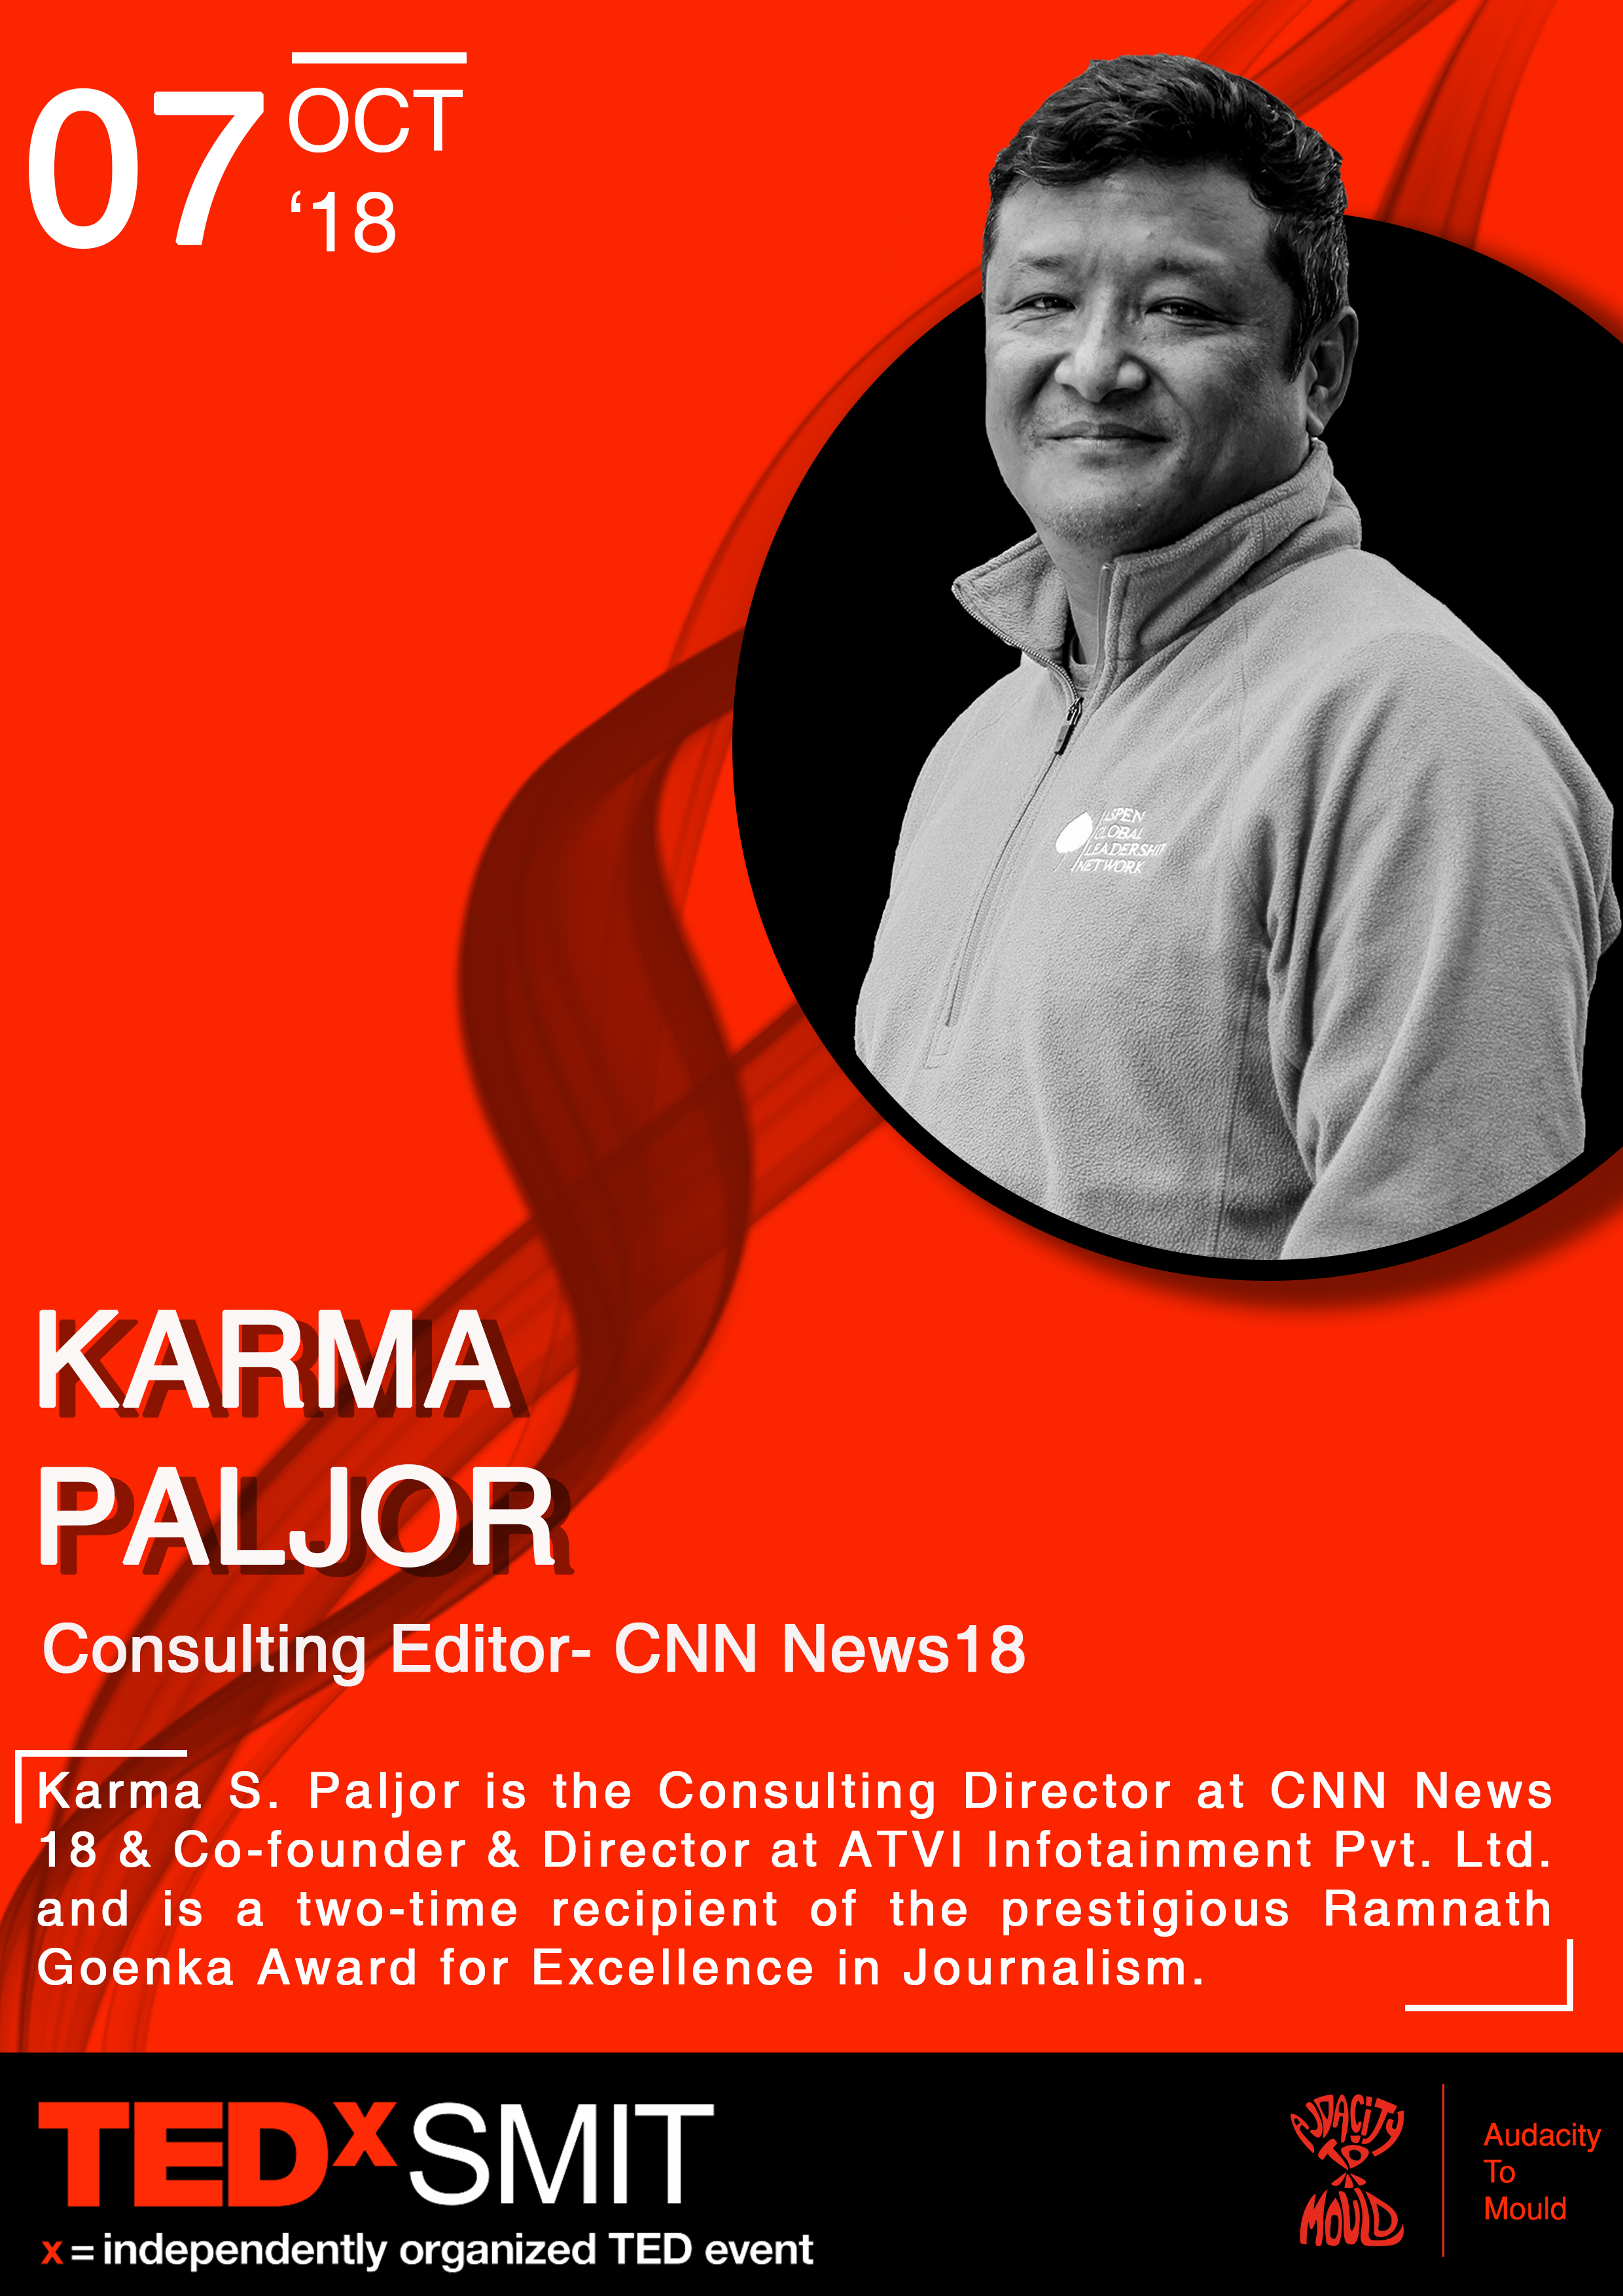 07
OCT
‘18
ASPEN
GLOBAL
LEADERSHIP
NETWORK
KARMA
PALJOR
Consulting Editor- CNN News18
Karma S. Paljor is the Consulting Director at CNN News
18 & Co-founder & Director at ATVI Infotainment Pvt. Ltd.
and is a two-time recipient of the prestigious Ramnath
Goenka Award for Excellence in Journalism.
TEDxSMIT
x = independently organized TED event
AUDACITY
TO
MOULD
Audacity
To
Mould